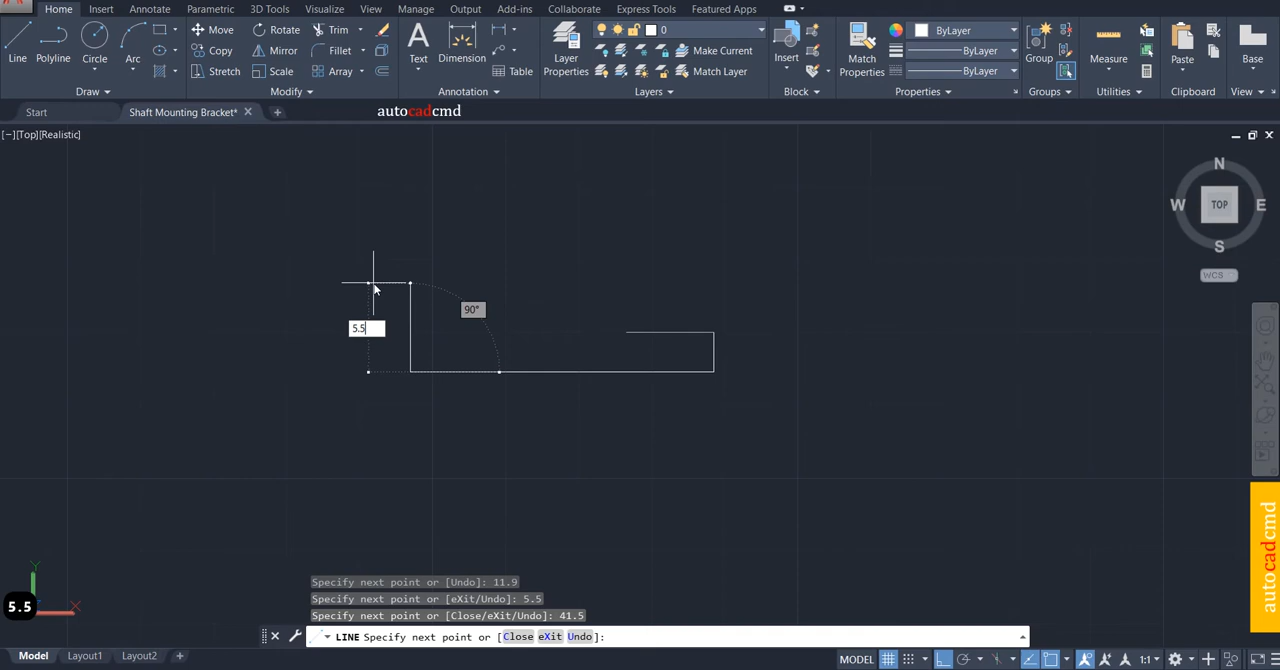 Home Insert Annotate Parametric 3D Tools Visualize View Manage Output Add-ins Collaborate Express Tools Featured Apps
Line Polyline Circle Arc
Move Rotate Trim
Copy Mirror Fillet
Stretch Scale Array
Text Dimension Table
Layer Properties
0
Make Current
Match Layer
Insert
Match Properties
ByLayer
ByLayer
ByLayer
Group
Measure
Paste
Base
Draw Modify Annotation Layers Block Properties Groups Utilities Clipboard View
Start Shaft Mounting Bracket* autocadcmd
[−][Top][Realistic]
N
W TOP E
S
WCS
90°
5.5
autocadcmd
Y
5.5
X
Specify next point or [Undo]: 11.9
Specify next point or [eXit/Undo]: 5.5
Specify next point or [Close/eXit/Undo]: 41.5
LINE Specify next point or [Close eXit Undo]:
Model Layout1 Layout2 +
MODEL 1:1